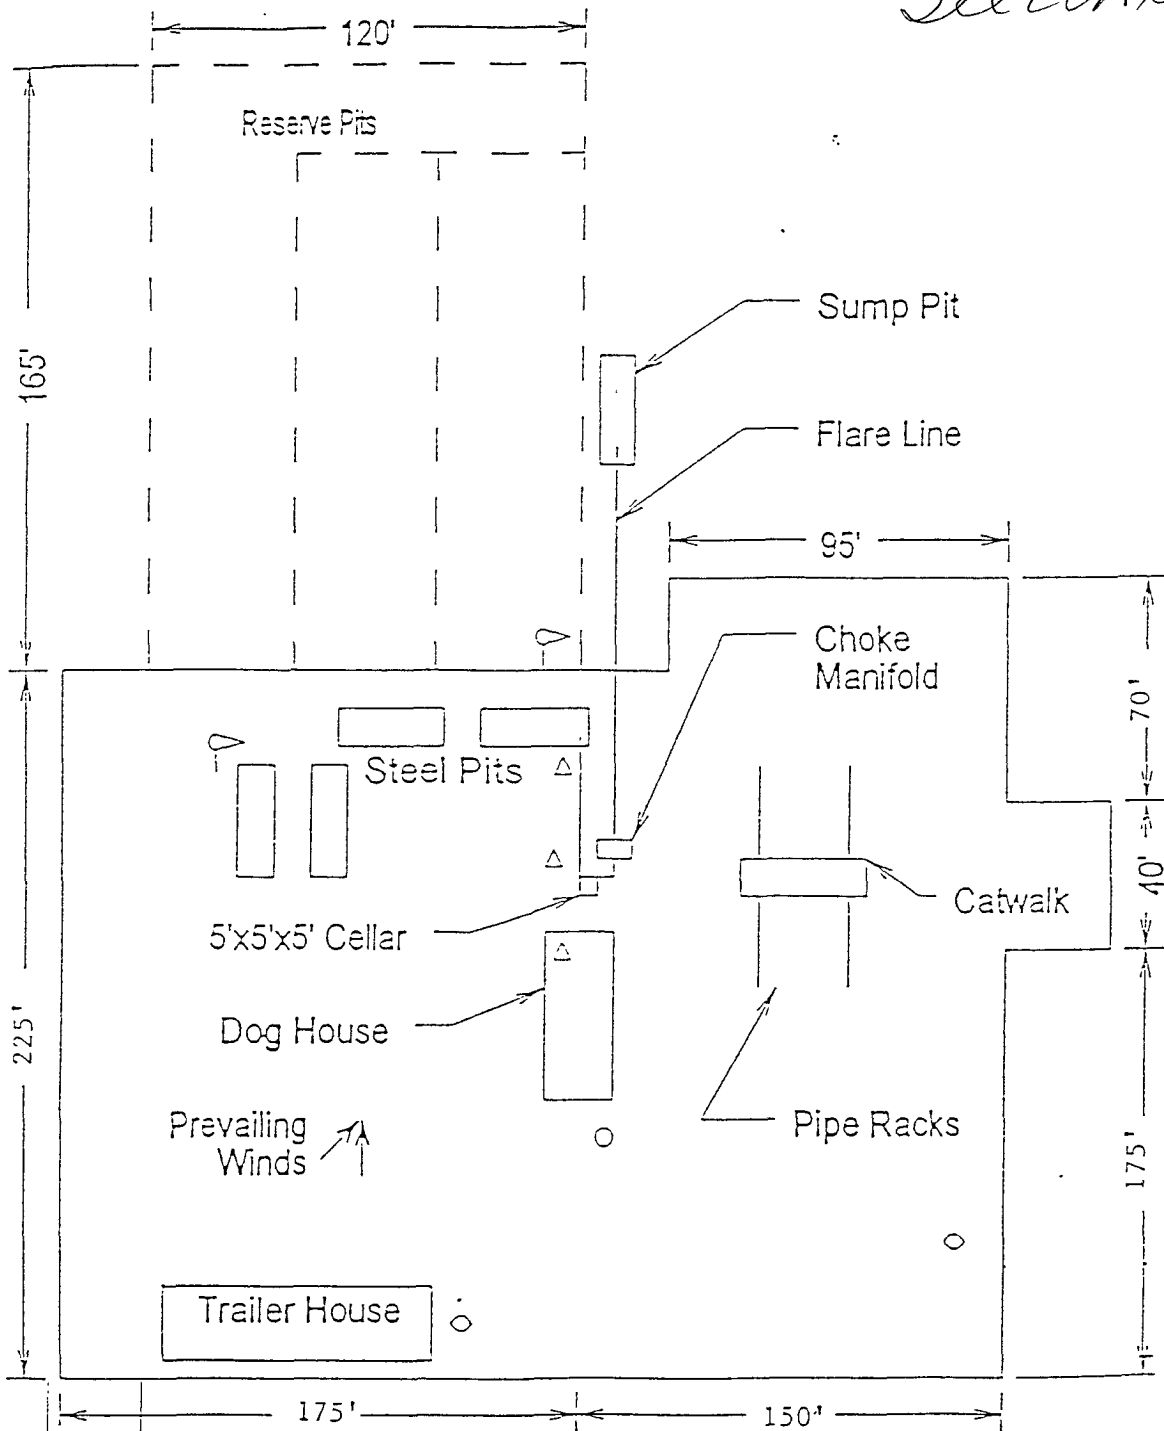 120'
Reserve Pits
165'
Sump Pit
Flare Line
95'
Choke
Manifold
70'
Steel Pits
40'
Catwalk
5'x5'x5' Cellar
225'
Dog House
Prevailing
Winds
Pipe Racks
175'
Trailer House
175'
150'